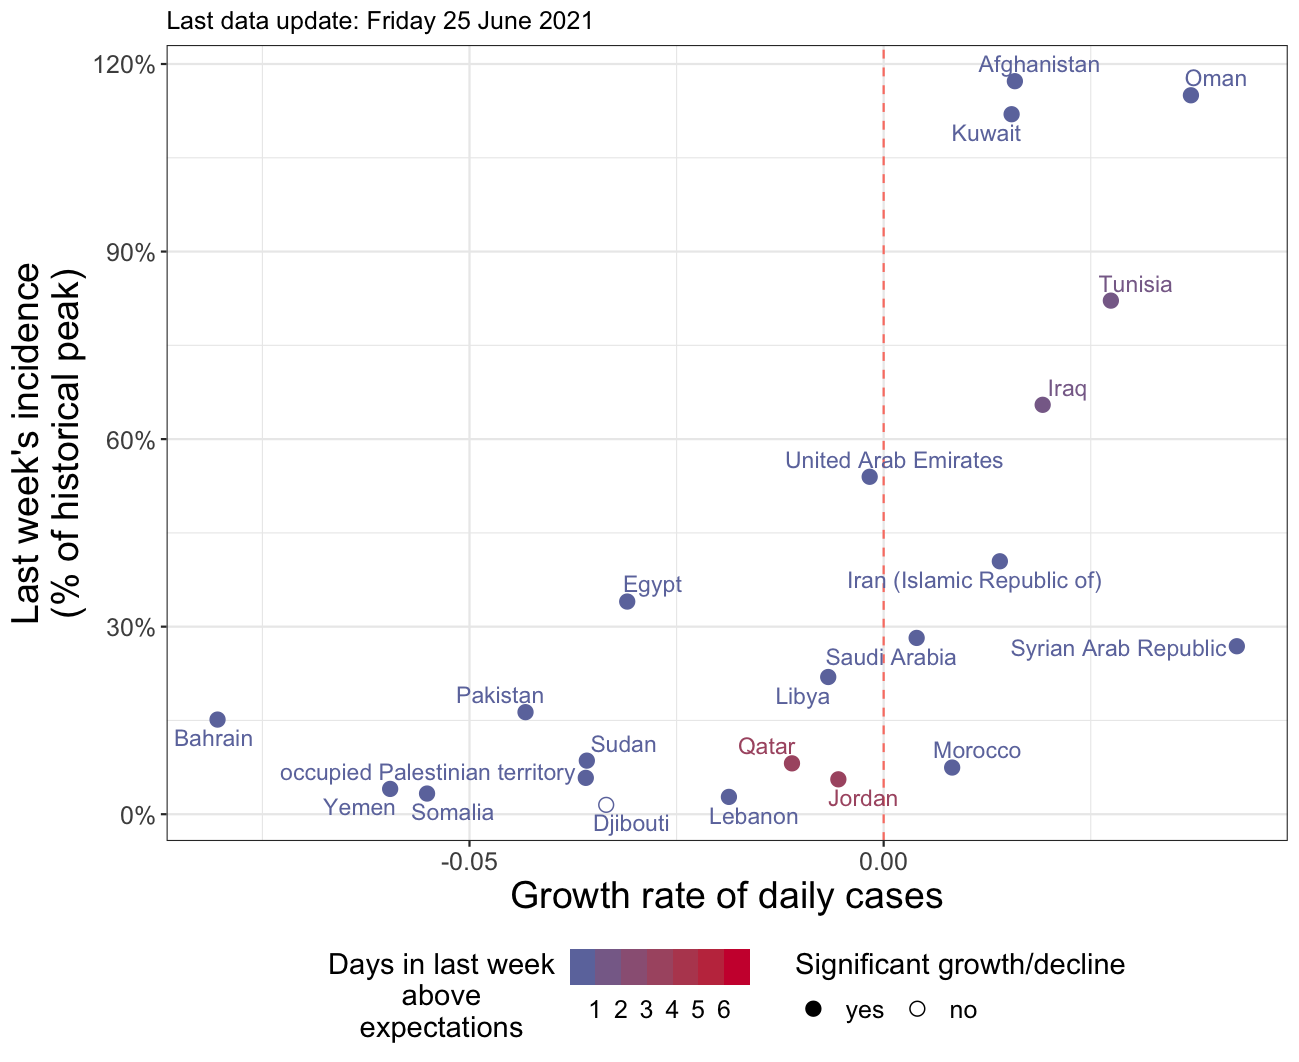 Last data update: Friday 25 June 2021
Last week's incidence
(% of historical peak)
120%
90%
60%
30%
0%
Afghanistan
Oman
Kuwait
Tunisia
Iraq
United Arab Emirates
Iran (Islamic Republic of)
Egypt
Syrian Arab Republic
Saudi Arabia
Libya
Pakistan
Bahrain
Sudan
Qatar
Morocco
occupied Palestinian territory
Jordan
Yemen
Somalia
Lebanon
Djibouti
-0.05
0.00
Growth rate of daily cases
Days in last week
above
expectations
1 2 3 4 5 6
Significant growth/decline
yes
no